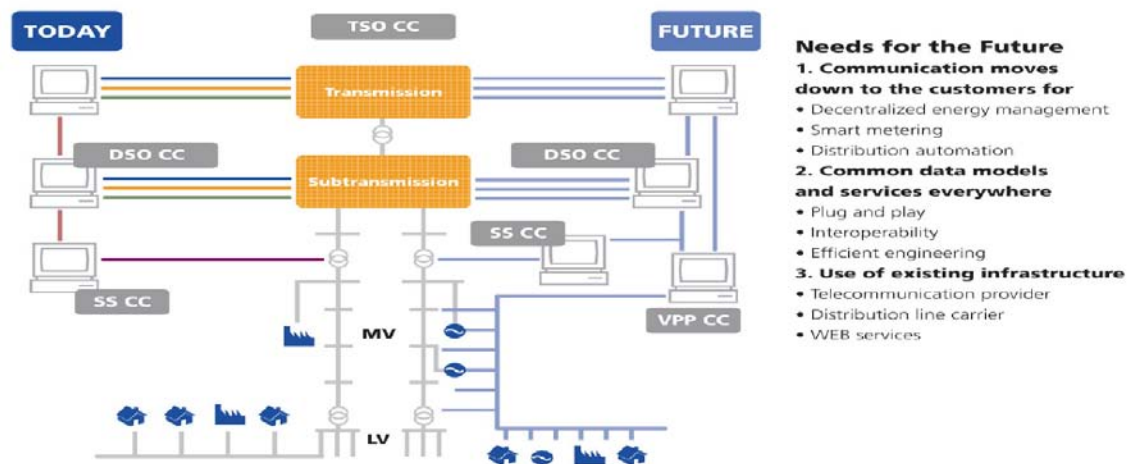 TODAY
TSO CC
FUTURE
Transmission
DSO CC
DSO CC
Subtransmission
SS CC
SS CC
VPP CC
MV
LV
Needs for the Future
1. Communication moves
down to the customers for
• Decentralized energy management
• Smart metering
• Distribution automation
2. Common data models
and services everywhere
• Plug and play
• Interoperability
• Efficient engineering
3. Use of existing infrastructure
• Telecommunication provider
• Distribution line carrier
• WEB services